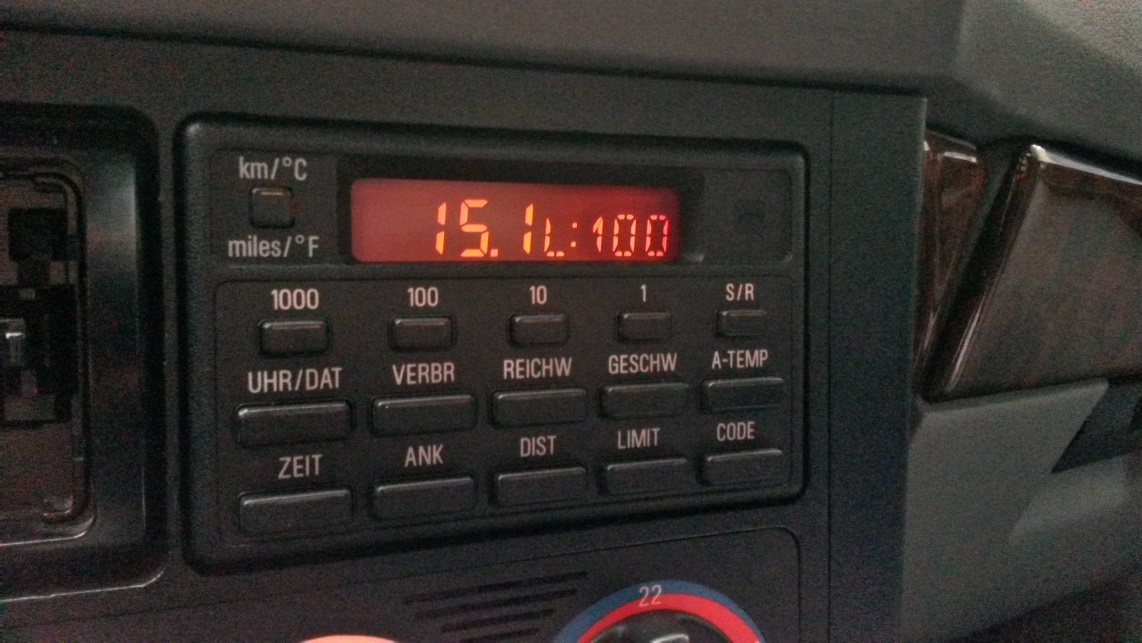 km/°C
miles/°F
15.1L:100
1000 100 10 1 S/R
UHR/DAT VERBR REICHW GESCHW A-TEMP
ZEIT ANK DIST LIMIT CODE
22